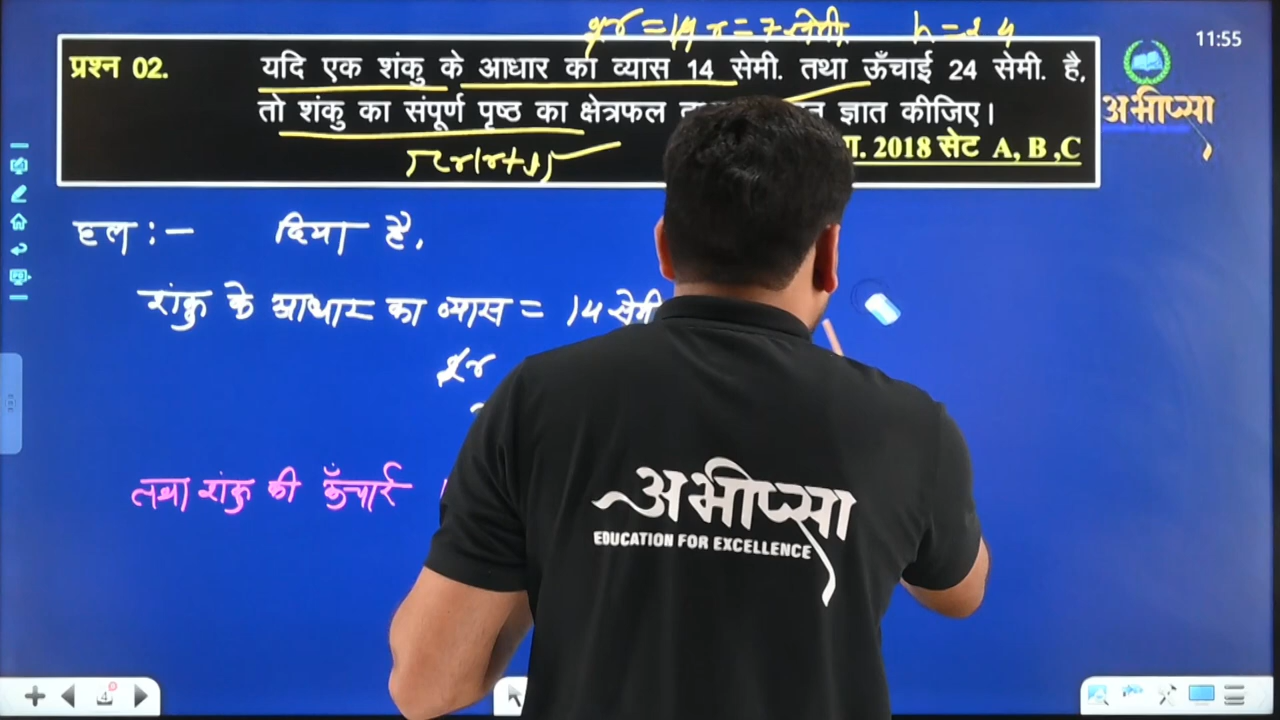 2r = 14 r = 7 सेमी h = 24
11:55
प्रश्न 02. यदि एक शंकु के आधार का व्यास 14 सेमी. तथा ऊँचाई 24 सेमी. है,
तो शंकु का संपूर्ण पृष्ठ का क्षेत्रफल ज्ञात कीजिए।
अभीप्सा
2018 सेट A, B ,C
πr(r+l)
हल :- दिया है,
शंकु के आधार का व्यास = 14 सेमी
2r
तथा शंकु की ऊँचाई
अभीप्सा
EDUCATION FOR EXCELLENCE
4